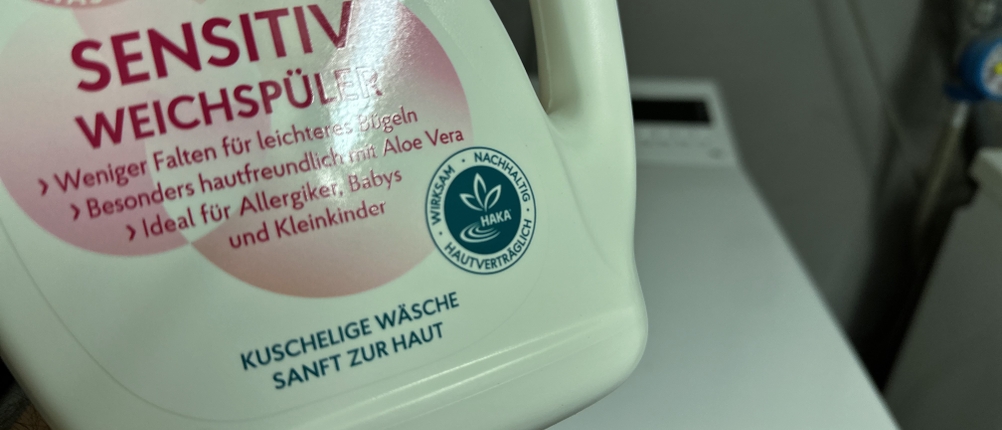 SENSITIV
WEICHSPÜLER
› Weniger Falten für leichteres Bügeln
› Besonders hautfreundlich mit Aloe Vera
› Ideal für Allergiker, Babys
und Kleinkinder
WIRKSAM · NACHHALTIG · HAUTVERTRÄGLICH ·
HAKA
KUSCHELIGE WÄSCHE
SANFT ZUR HAUT